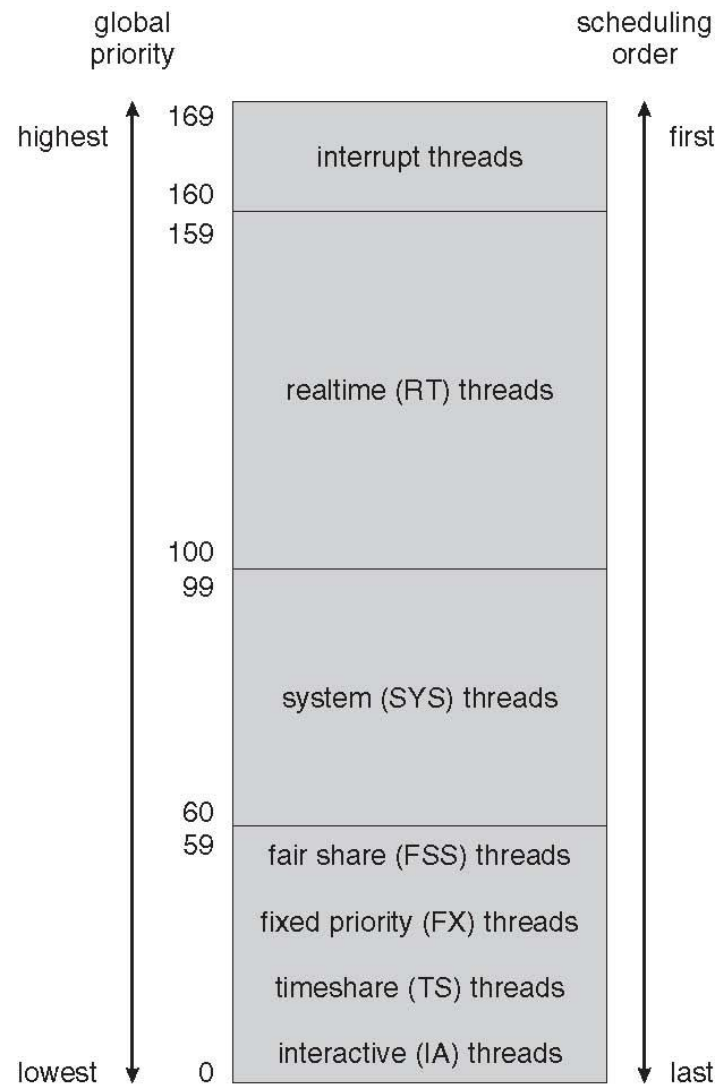 global
priority
scheduling
order
highest
169
interrupt threads
first
160
159
realtime (RT) threads
100
99
system (SYS) threads
60
59
fair share (FSS) threads
fixed priority (FX) threads
timeshare (TS) threads
interactive (IA) threads
lowest
0
last